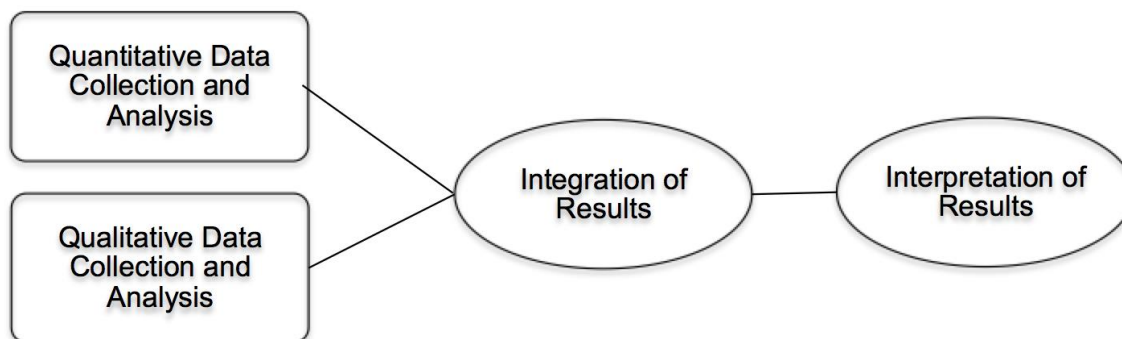 Quantitative Data
Collection and
Analysis
Qualitative Data
Collection and
Analysis
Integration of
Results
Interpretation of
Results